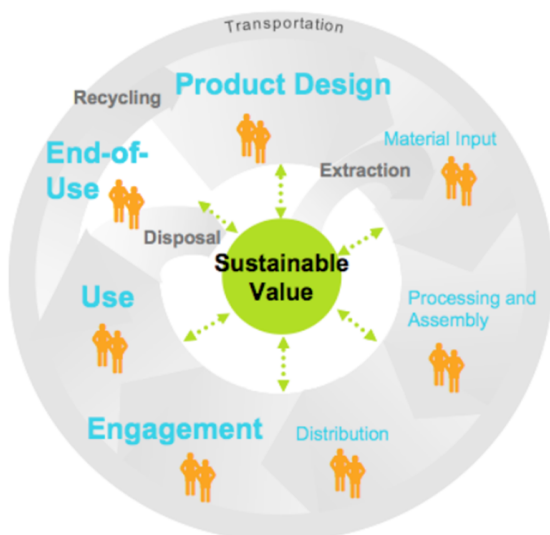 Transportation
Product Design
Recycling
Material Input
End-of-
Use
Extraction
Disposal
Sustainable
Value
Use
Processing and
Assembly
Engagement
Distribution